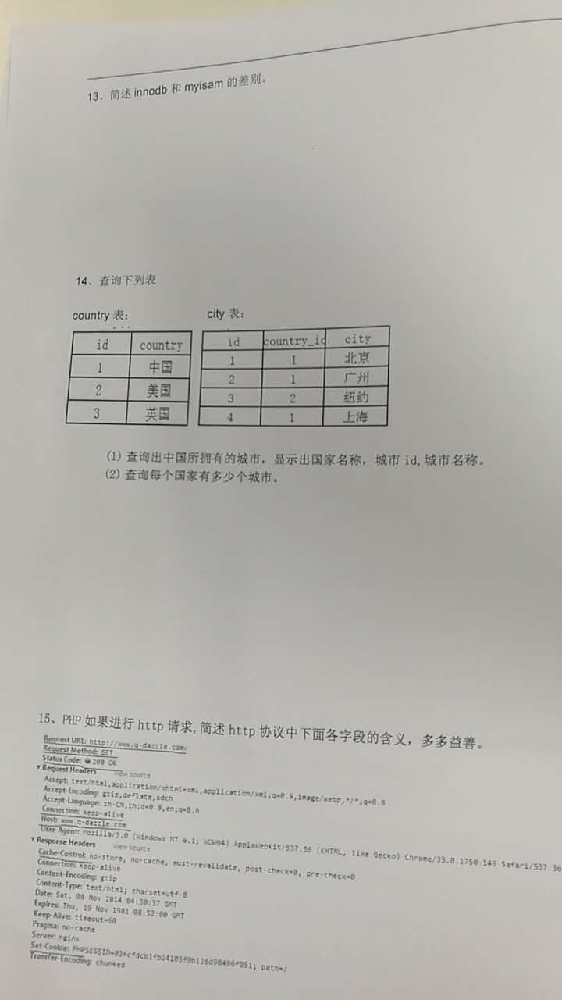 13、简述 innodb 和 myisam 的差别。
14、查询下列表
country 表: city 表:
id country id country_id city
1 中国 1 1 北京
2 美国 2 1 广州
3 英国 3 2 纽约
4 1 上海
(1) 查询出中国所拥有的城市，显示出国家名称，城市 id,城市名称。
(2) 查询每个国家有多少个城市。
15、PHP 如果进行 http 请求,简述 http 协议中下面各字段的含义，多多益善。
Request URL: http://www.q-dazzle.com/
Request Method: GET
Status Code: 200 OK
Request Headers view source
Accept: text/html,application/xhtml+xml,application/xml;q=0.9,image/webp,*/*;q=0.8
Accept-Encoding: gzip,deflate,sdch
Accept-Language: zh-CN,zh;q=0.8,en;q=0.6
Connection: keep-alive
Host: www.q-dazzle.com
User-Agent: Mozilla/5.0 (Windows NT 6.1; WOW64) AppleWebKit/537.36 (KHTML, like Gecko) Chrome/33.0.1750.146 Safari/537.36
Response Headers view source
Cache-Control: no-store, no-cache, must-revalidate, post-check=0, pre-check=0
Connection: keep-alive
Content-Encoding: gzip
Content-Type: text/html; charset=utf-8
Date: Sat, 08 Nov 2014 04:30:37 GMT
Expires: Thu, 19 Nov 1981 08:52:00 GMT
Keep-Alive: timeout=60
Pragma: no-cache
Server: nginx
Set-Cookie: PHPSESSID=03fcfdcb1fb24105f9b126d90496f051; path=/
Transfer-Encoding: chunked